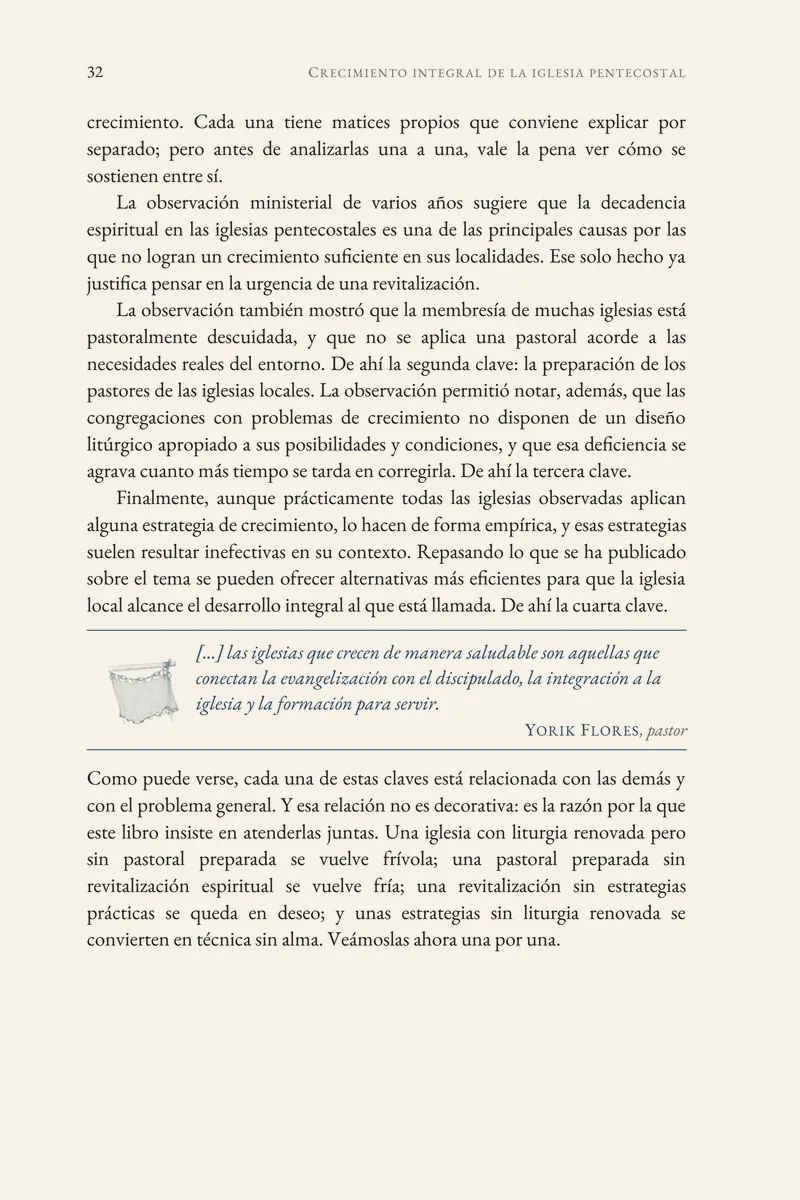 32
CRECIMIENTO INTEGRAL DE LA IGLESIA PENTECOSTAL
crecimiento. Cada una tiene matices propios que conviene explicar por
separado; pero antes de analizarlas una a una, vale la pena ver cómo se
sostienen entre sí.
La observación ministerial de varios años sugiere que la decadencia
espiritual en las iglesias pentecostales es una de las principales causas por las
que no logran un crecimiento suficiente en sus localidades. Ese solo hecho ya
justifica pensar en la urgencia de una revitalización.
La observación también mostró que la membresía de muchas iglesias está
pastoralmente descuidada, y que no se aplica una pastoral acorde a las
necesidades reales del entorno. De ahí la segunda clave: la preparación de los
pastores de las iglesias locales. La observación permitió notar, además, que las
congregaciones con problemas de crecimiento no disponen de un diseño
litúrgico apropiado a sus posibilidades y condiciones, y que esa deficiencia se
agrava cuanto más tiempo se tarda en corregirla. De ahí la tercera clave.
Finalmente, aunque prácticamente todas las iglesias observadas aplican
alguna estrategia de crecimiento, lo hacen de forma empírica, y esas estrategias
suelen resultar inefectivas en su contexto. Repasando lo que se ha publicado
sobre el tema se pueden ofrecer alternativas más eficientes para que la iglesia
local alcance el desarrollo integral al que está llamada. De ahí la cuarta clave.
[...] las iglesias que crecen de manera saludable son aquellas que
conectan la evangelización con el discipulado, la integración a la
iglesia y la formación para servir.
YORIK FLORES, pastor
Como puede verse, cada una de estas claves está relacionada con las demás y
con el problema general. Y esa relación no es decorativa: es la razón por la que
este libro insiste en atenderlas juntas. Una iglesia con liturgia renovada pero
sin pastoral preparada se vuelve frívola; una pastoral preparada sin
revitalización espiritual se vuelve fría; una revitalización sin estrategias
prácticas se queda en deseo; y unas estrategias sin liturgia renovada se
convierten en técnica sin alma. Veámoslas ahora una por una.